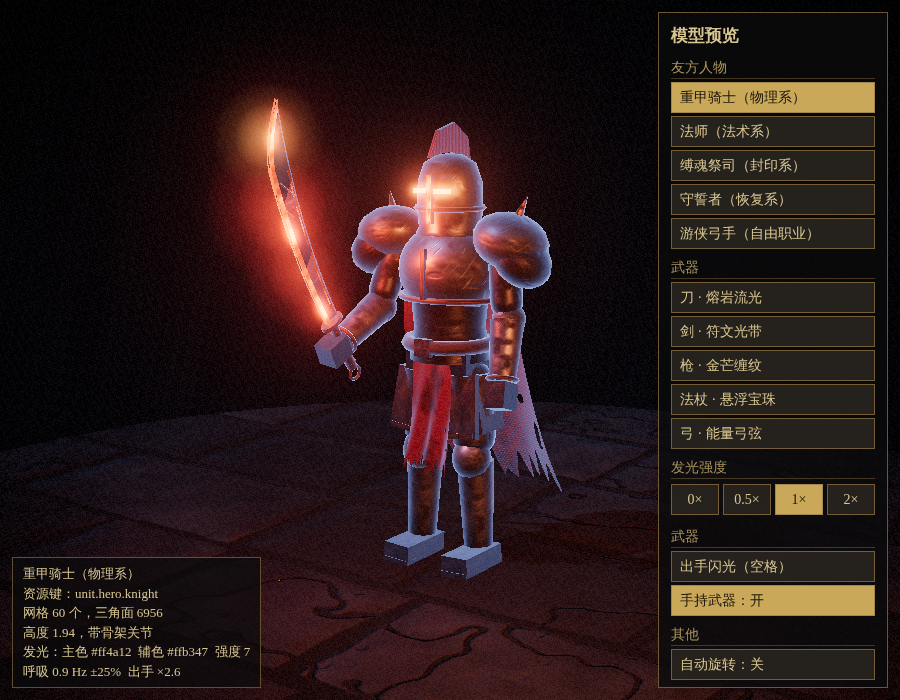 模型预览
友方人物
重甲骑士（物理系）
法师（法术系）
缚魂祭司（封印系）
守誓者（恢复系）
游侠弓手（自由职业）
武器
刀 · 熔岩流光
剑 · 符文光带
枪 · 金芒缠纹
法杖 · 悬浮宝珠
弓 · 能量弓弦
发光强度
0× 0.5× 1× 2×
武器
出手闪光（空格）
手持武器：开
其他
自动旋转：关
重甲骑士（物理系）
资源键：unit.hero.knight
网格 60 个，三角面 6956
高度 1.94，带骨架关节
发光：主色 #ff4a12 辅色 #ffb347 强度 7
呼吸 0.9 Hz ±25% 出手 ×2.6